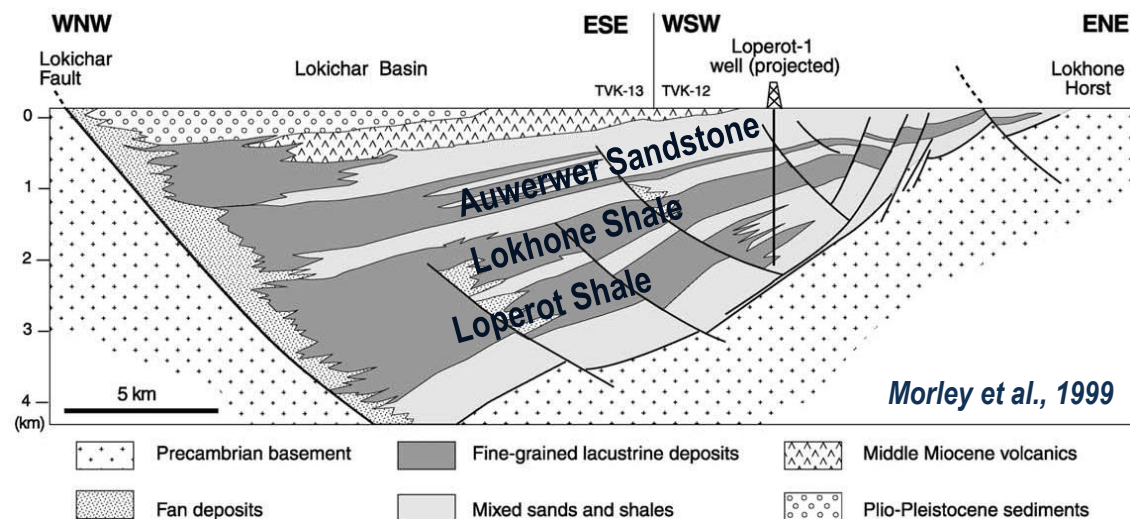 WNW
ESE
WSW
ENE
Lokichar
Fault
Lokichar Basin
TVK-13
TVK-12
Loperot-1
well (projected)
Lokhone
Horst
0
1
2
3
4
(km)
Auwerwer Sandstone
Lokhone Shale
Loperot Shale
5 km
Morley et al., 1999
Precambrian basement
Fine-grained lacustrine deposits
Middle Miocene volcanics
Fan deposits
Mixed sands and shales
Plio-Pleistocene sediments